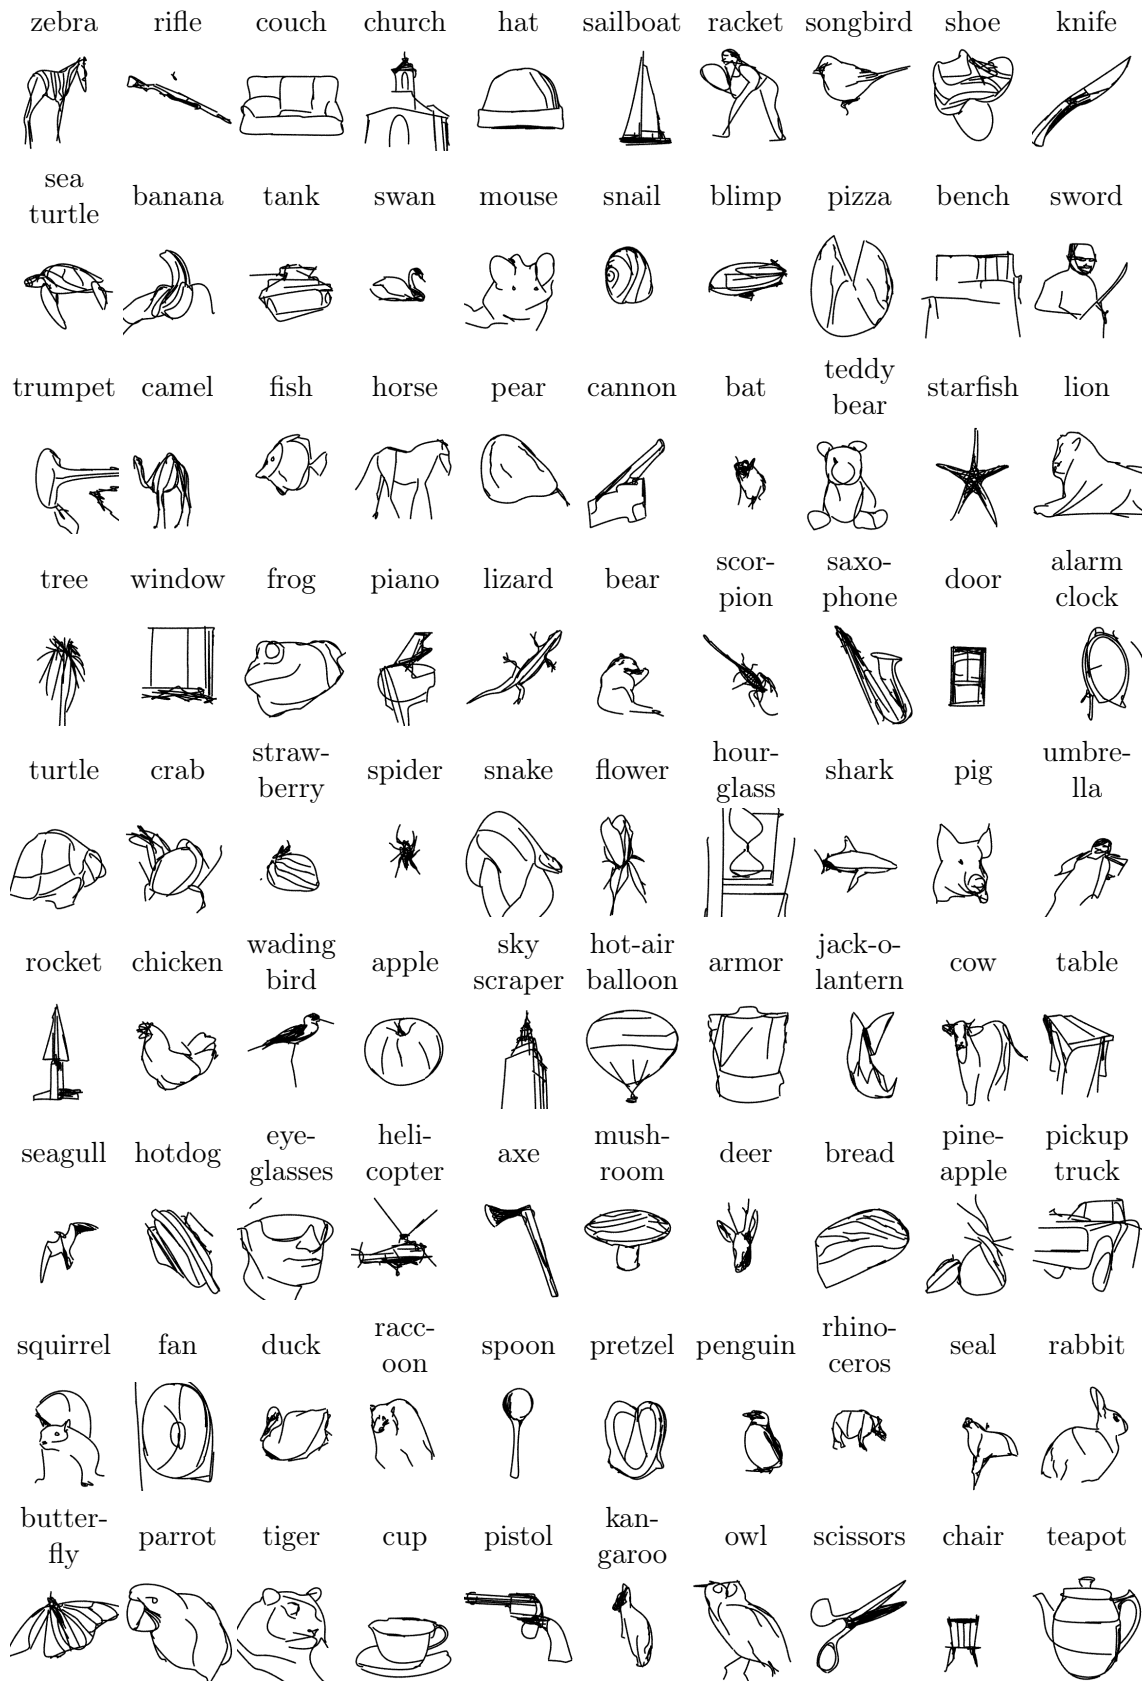 zebra rifle couch church hat sailboat racket songbird shoe knife
sea turtle banana tank swan mouse snail blimp pizza bench sword
trumpet camel fish horse pear cannon bat teddy bear starfish lion
tree window frog piano lizard bear scor-pion saxo-phone door alarm clock
turtle crab straw-berry spider snake flower hour-glass shark pig umbre-lla
rocket chicken wading bird apple sky scraper hot-air balloon armor jack-o-lantern cow table
seagull hotdog eye-glasses heli-copter axe mush-room deer bread pine-apple pickup truck
squirrel fan duck racc-oon spoon pretzel penguin rhino-ceros seal rabbit
butter-fly parrot tiger cup pistol kan-garoo owl scissors chair teapot